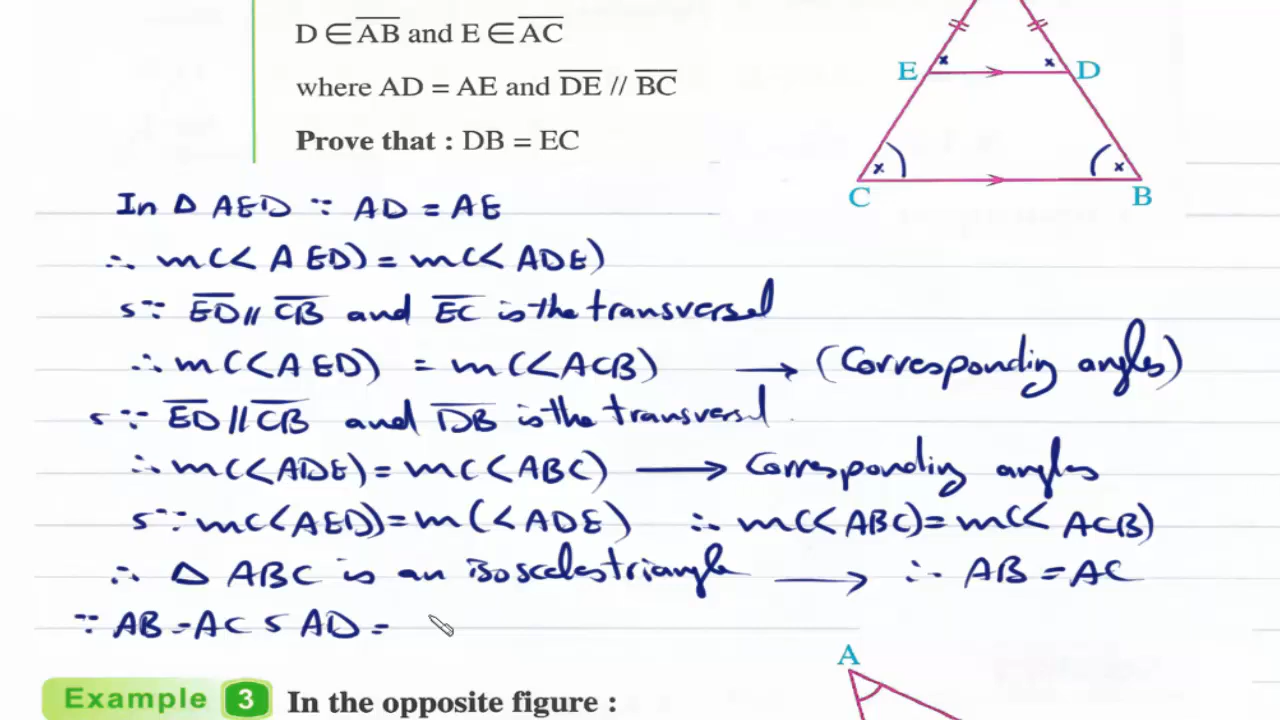 D ∈ AB and E ∈ AC
where AD = AE and DE // BC
Prove that : DB = EC
E
D
C
B
In Δ AED ∵ AD = AE
∴ m(< AED) = m(< ADE)
, ∵ ED // CB and EC is the transversal
∴ m(<AED) = m(<ACB) → (Corresponding angles)
, ∵ ED // CB and DB is the transversal
∴ m(<ADE) = m(<ABC) → Corresponding angles
, ∵ m(<AED) = m(<ADE) ∴ m(<ABC) = m(< ACB)
∴ Δ ABC is an isosceles triangle → ∴ AB = AC
∵ AB = AC , AD =
A
Example 3 In the opposite figure :